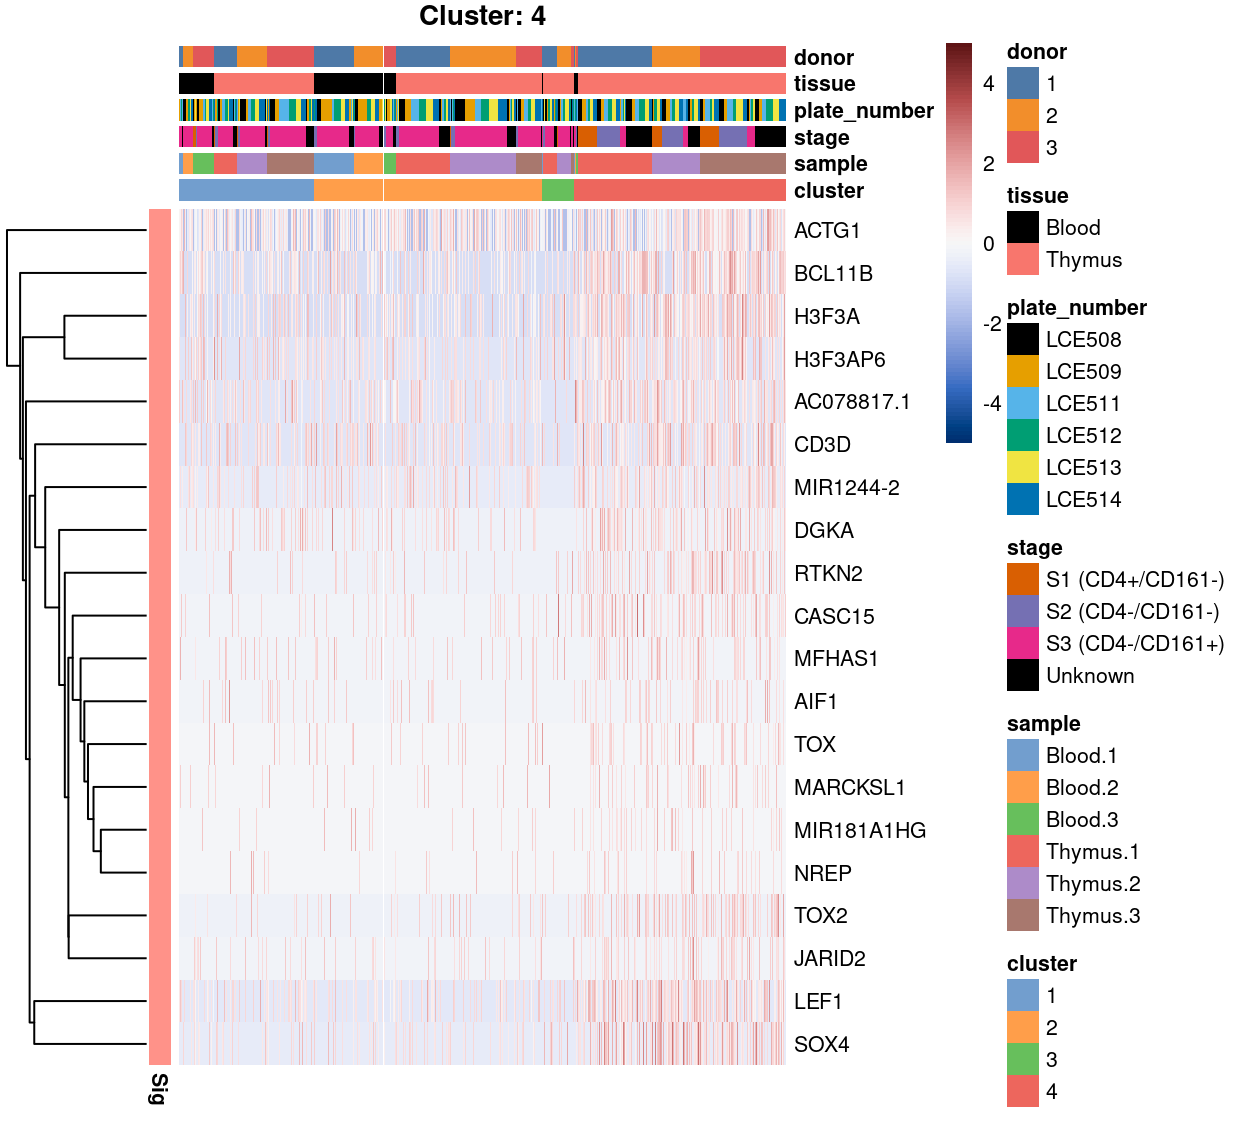 Cluster: 4
donor
tissue
plate_number
stage
sample
cluster
ACTG1
BCL11B
H3F3A
H3F3AP6
AC078817.1
CD3D
MIR1244-2
DGKA
RTKN2
CASC15
MFHAS1
AIF1
TOX
MARCKSL1
MIR181A1HG
NREP
TOX2
JARID2
LEF1
SOX4
Sig
4
2
0
-2
-4
donor
1
2
3
tissue
Blood
Thymus
plate_number
LCE508
LCE509
LCE511
LCE512
LCE513
LCE514
stage
S1 (CD4+/CD161-)
S2 (CD4-/CD161-)
S3 (CD4-/CD161+)
Unknown
sample
Blood.1
Blood.2
Blood.3
Thymus.1
Thymus.2
Thymus.3
cluster
1
2
3
4